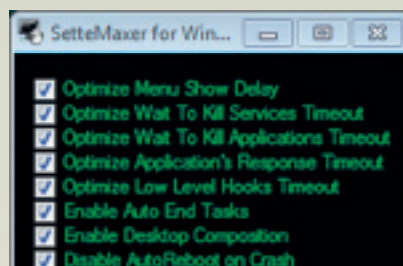 SetteMaxer for Win...
Optimize Menu Show Delay
Optimize Wait To Kill Services Timeout
Optimize Wait To Kill Applications Timeout
Optimize Application's Response Timeout
Optimize Low Level Hooks Timeout
Enable Auto End Tasks
Enable Desktop Composition
Disable AutoReboot on Crash